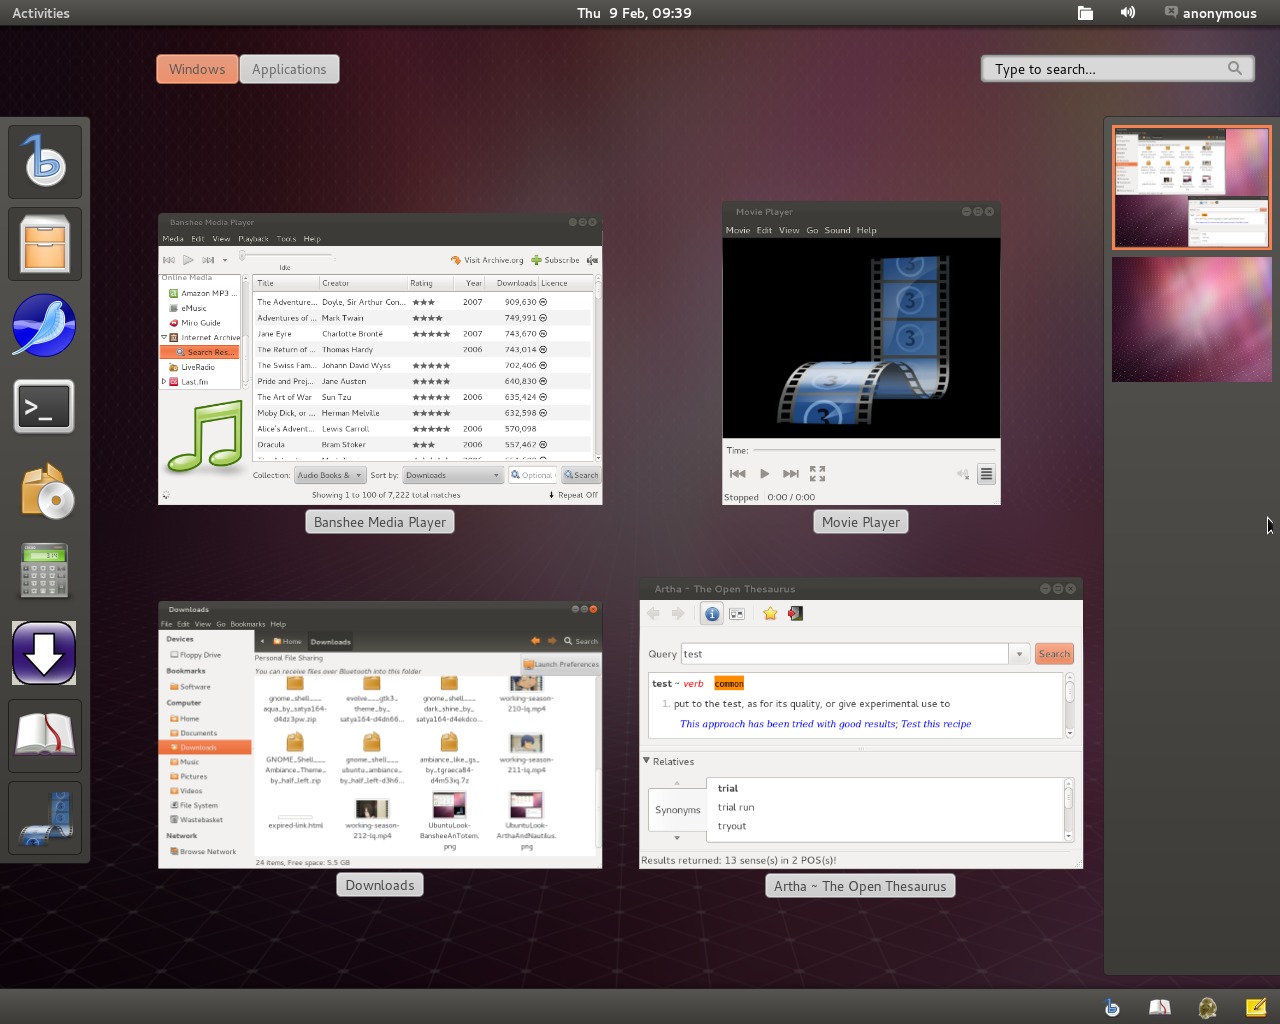 Activities
Thu 9 Feb, 09:39
anonymous
Windows
Applications
Type to search...
Banshee Media Player
Media Edit View Playback Tools Help
Visit Archive.org
Subscribe
Idle
Online Media
Amazon MP3 ...
eMusic
Miro Guide
Internet Archive
Search Res...
LiveRadio
Last.fm
Title Creator Rating Year Downloads Licence
The Adventure... Doyle, Sir Arthur Con... ★★★ 2007 909,630
Adventures of ... Mark Twain ★★★★ 749,991
Jane Eyre Charlotte Brontë ★★★★★ 2007 743,670
The Return of ... Thomas Hardy 2006 743,014
The Swiss Fam... Johann David Wyss ★★★★★ 702,406
Pride and Prej... Jane Austen ★★★★★ 640,830
The Art of War Sun Tzu ★★★★★ 2006 635,424
Moby Dick, or ... Herman Melville ★★★★★ 632,598
Alice's Advent... Lewis Carroll ★★★★★ 2006 570,098
Dracula Bram Stoker ★★★ 2006 557,462
Collection: Audio Books & Sort by: Downloads Optional Search
Showing 1 to 100 of 7,222 total matches
Repeat Off
Banshee Media Player
Movie Player
Movie Edit View Go Sound Help
3
3
3
3
3
Time:
Stopped 0:00 / 0:00
Movie Player
Downloads
File Edit View Go Bookmarks Help
Home Downloads Search
Devices
Floppy Drive
Bookmarks
Software
Computer
Home
Documents
Downloads
Music
Pictures
Videos
File System
Wastebasket
Network
Browse Network
Personal File Sharing
You can receive files over Bluetooth into this folder
Launch Preferences
gnome_shell___aqua_by_satya164-d4dz3pw.zip
evolve___gtk3_theme_by_satya164-d4dn66...
gnome_shell___dark_shine_by_satya164-d4ekdco...
working-season-210-lq.mp4
GNOME_Shell___Ambiance_Theme_by_half_left.zip
gnome_shell___ubuntu_ambiance_by_half_left-d3h6...
ambiance_like_gs_by_tgraeca84-d4m53iq.7z
working-season-211-lq.mp4
expired-link.html
working-season-212-lq.mp4
UbuntuLook-BansheeAnTotem.png
UbuntuLook-ArthaAndNautilus.png
24 items, Free space: 5.5 GB
Downloads
Artha ~ The Open Thesaurus
Query test Search
test ~ verb common
1. put to the test, as for its quality, or give experimental use to
This approach has been tried with good results; Test this recipe
Relatives
Synonyms
trial
trial run
tryout
Results returned: 13 sense(s) in 2 POS(s)!
Artha ~ The Open Thesaurus